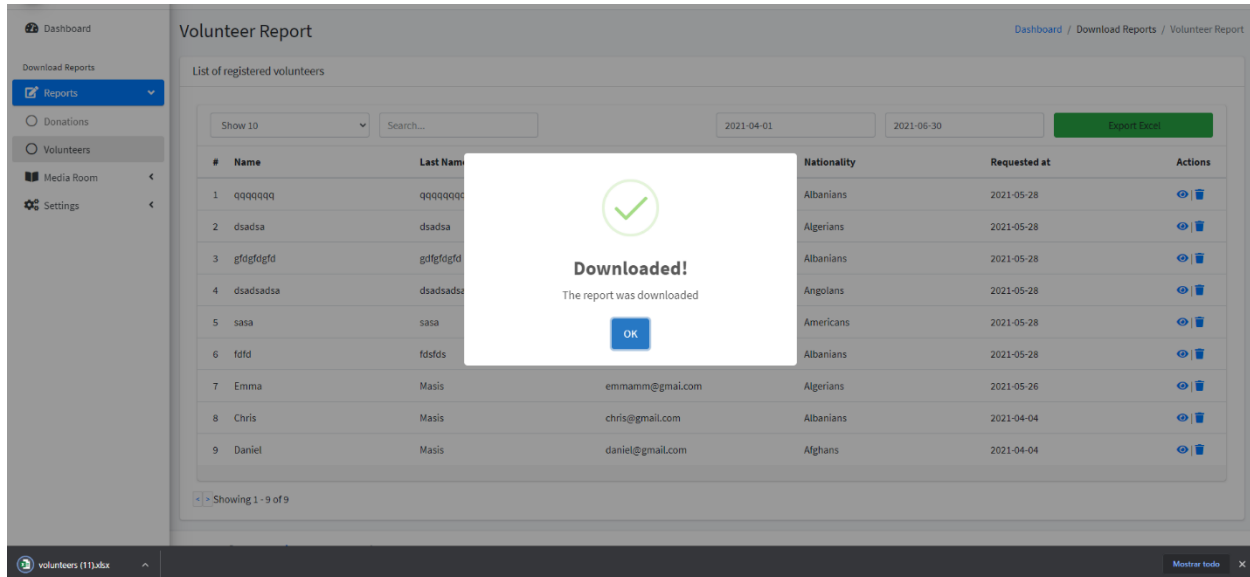 Dashboard
Volunteer Report
Dashboard / Download Reports / Volunteer Report
Download Reports
List of registered volunteers
Reports
Donations
Volunteers
Media Room
Settings
Show 10 Search... 2021-04-01 2021-06-30 Export Excel
# Name Last Name Nationality Requested at Actions
1 qqqqqqq Albanians 2021-05-28
2 dsadsa dsadsa Algerians 2021-05-28
3 gfdgfdgfd gdfgfdgfd Albanians 2021-05-28
4 dsadsadsa dsadsadsa Angolans 2021-05-28
5 sasa sasa Americans 2021-05-28
6 fdfd fdsfds Albanians 2021-05-28
7 Emma Masis emmamm@gmai.com Algerians 2021-05-26
8 Chris Masis chris@gmail.com Albanians 2021-04-04
9 Daniel Masis daniel@gmail.com Afghans 2021-04-04
< > Showing 1 - 9 of 9
Downloaded!
The report was downloaded
OK
volunteers (11).xlsx
Mostrar todo